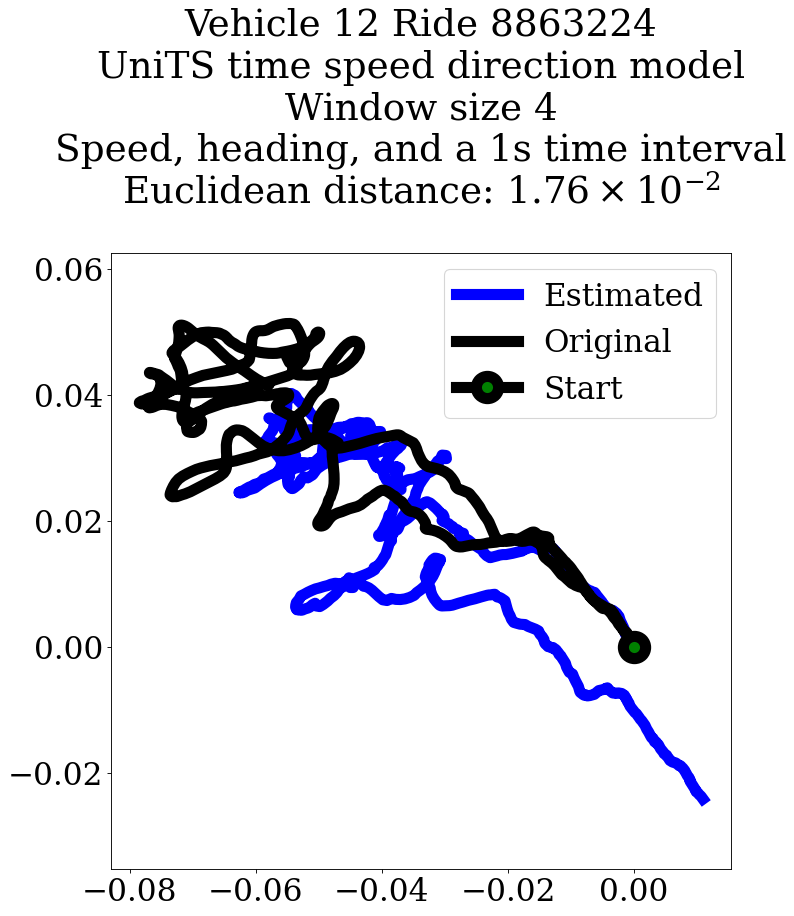 Vehicle 12 Ride 8863224
UniTS time speed direction model
Window size 4
Speed, heading, and a 1s time interval
Euclidean distance: 1.76 × 10⁻²
0.06
0.04
0.02
0.00
−0.02
Estimated
Original
Start
−0.08 −0.06 −0.04 −0.02 0.00